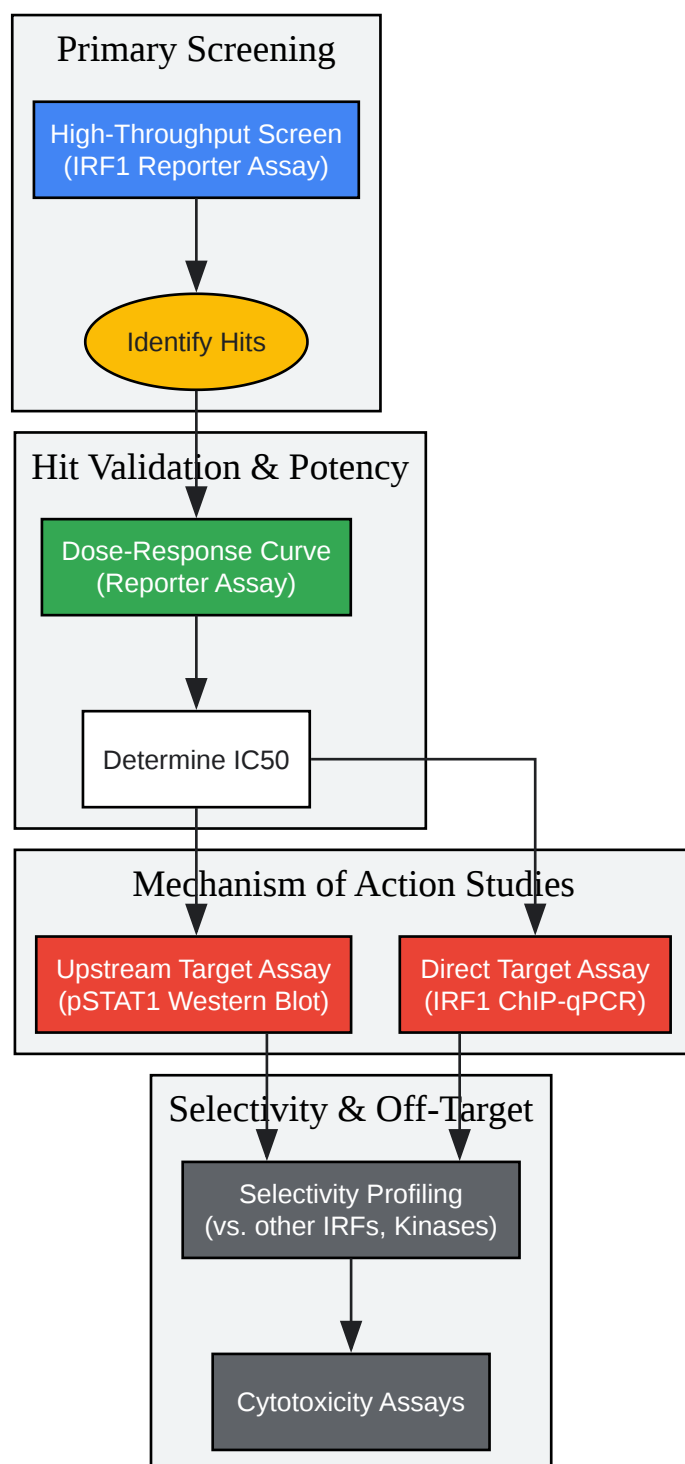 Primary Screening
High-Throughput Screen
(IRF1 Reporter Assay)
Identify Hits
Hit Validation & Potency
Dose-Response Curve
(Reporter Assay)
Determine IC50
Mechanism of Action Studies
Upstream Target Assay
(pSTAT1 Western Blot)
Direct Target Assay
(IRF1 ChIP-qPCR)
Selectivity & Off-Target
Selectivity Profiling
(vs. other IRFs, Kinases)
Cytotoxicity Assays